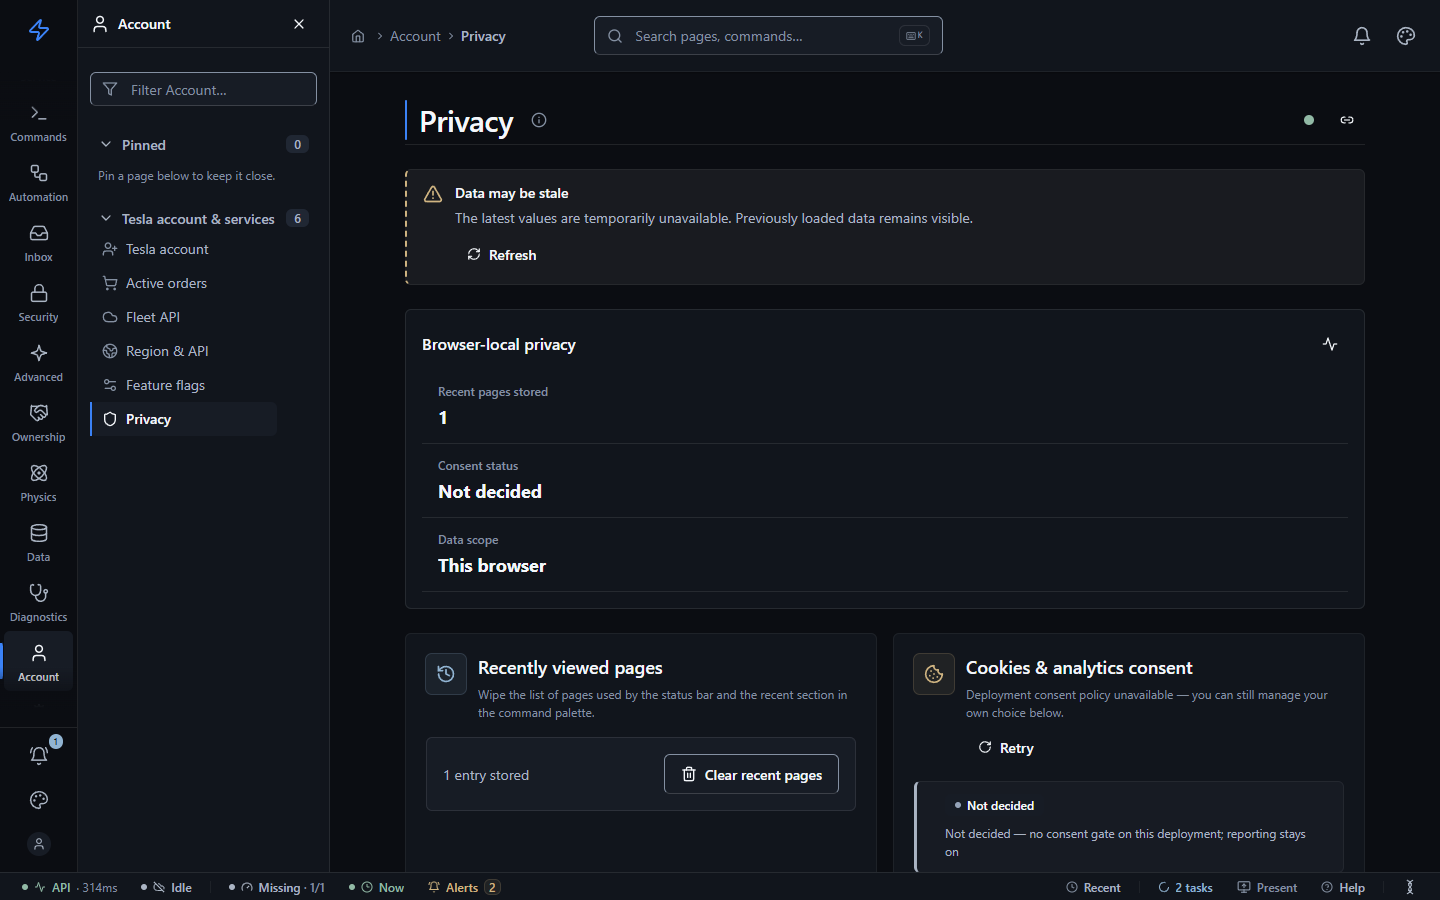 Account
Commands
Automation
Inbox
Security
Advanced
Ownership
Physics
Data
Diagnostics
Account
1
Filter Account...
Pinned
0
Pin a page below to keep it close.
Tesla account & services
6
Tesla account
Active orders
Fleet API
Region & API
Feature flags
Privacy
Account
Privacy
Search pages, commands...
K
Privacy
Data may be stale
The latest values are temporarily unavailable. Previously loaded data remains visible.
Refresh
Browser-local privacy
Recent pages stored
1
Consent status
Not decided
Data scope
This browser
Recently viewed pages
Wipe the list of pages used by the status bar and the recent section in
the command palette.
1 entry stored
Clear recent pages
Cookies & analytics consent
Deployment consent policy unavailable — you can still manage your
own choice below.
Retry
Not decided
Not decided — no consent gate on this deployment; reporting stays
on
API · 314ms
Idle
Missing · 1/1
Now
Alerts 2
Recent
2 tasks
Present
Help